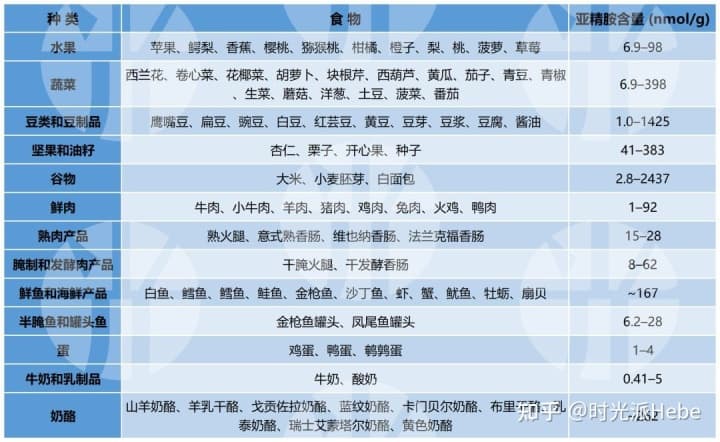 种 类 食 物 亚精胺含量 (nmol/g)
水果 苹果、鳄梨、香蕉、樱桃、猕猴桃、柑橘、橙子、梨、桃、菠萝、草莓 6.9–98
蔬菜 西兰花、卷心菜、花椰菜、胡萝卜、块根芹、西葫芦、黄瓜、茄子、青豆、青椒
、生菜、蘑菇、洋葱、土豆、菠菜、番茄 6.9–398
豆类和豆制品 鹰嘴豆、扁豆、豌豆、白豆、红芸豆、黄豆、豆芽、豆浆、豆腐、酱油 1.0–1425
坚果和油籽 杏仁、栗子、开心果、种子 41–383
谷物 大米、小麦胚芽、白面包 2.8–2437
鲜肉 牛肉、小牛肉、羊肉、猪肉、鸡肉、兔肉、火鸡、鸭肉 1–92
熟肉产品 熟火腿、意式熟香肠、维也纳香肠、法兰克福香肠 15–28
腌制和发酵肉产品 干腌火腿、干发酵香肠 8–62
鲜鱼和海鲜产品 白鱼、鳕鱼、鳕鱼、鲑鱼、金枪鱼、沙丁鱼、虾、蟹、鱿鱼、牡蛎、扇贝 ~167
半腌鱼和罐头鱼 金枪鱼罐头、凤尾鱼罐头 6.2–28
蛋 鸡蛋、鸭蛋、鹌鹑蛋 1–4
牛奶和乳制品 牛奶、酸奶 0.41–5
奶酪 山羊奶酪、羊乳干酪、戈贡佐拉奶酪、蓝纹奶酪、卡门贝尔奶酪、布里
泰奶酪、瑞士艾蒙塔尔奶酪、黄色奶酪 262
知乎 @时光派Hebe